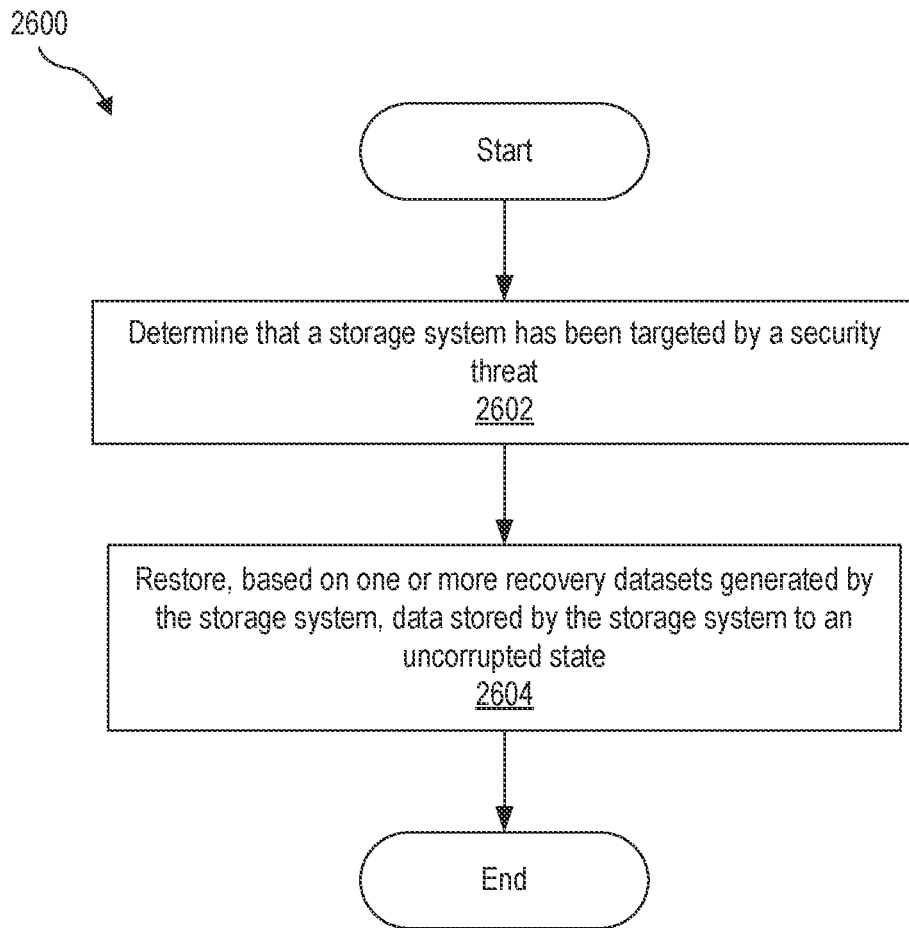 2600
Start
Determine that a storage system has been targeted by a security
threat
2602
Restore, based on one or more recovery datasets generated by
the storage system, data stored by the storage system to an
uncorrupted state
2604
End